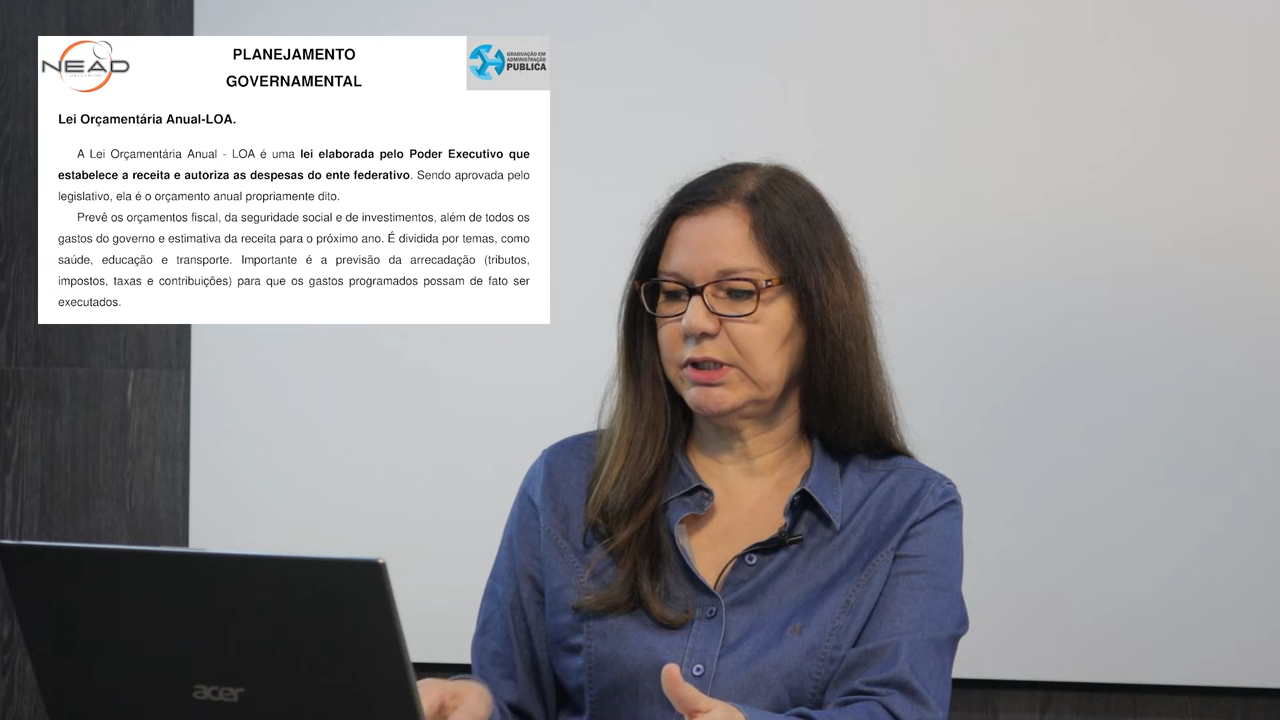 NEAD
PLANEJAMENTO
GOVERNAMENTAL
GRADUAÇÃO EM
ADMINISTRAÇÃO
PÚBLICA
Lei Orçamentária Anual-LOA.
A Lei Orçamentária Anual - LOA é uma lei elaborada pelo Poder Executivo que
estabelece a receita e autoriza as despesas do ente federativo. Sendo aprovada pelo
legislativo, ela é o orçamento anual propriamente dito.
Prevê os orçamentos fiscal, da seguridade social e de investimentos, além de todos os
gastos do governo e estimativa da receita para o próximo ano. É dividida por temas, como
saúde, educação e transporte. Importante é a previsão da arrecadação (tributos,
impostos, taxas e contribuições) para que os gastos programados possam de fato ser
executados.
acer